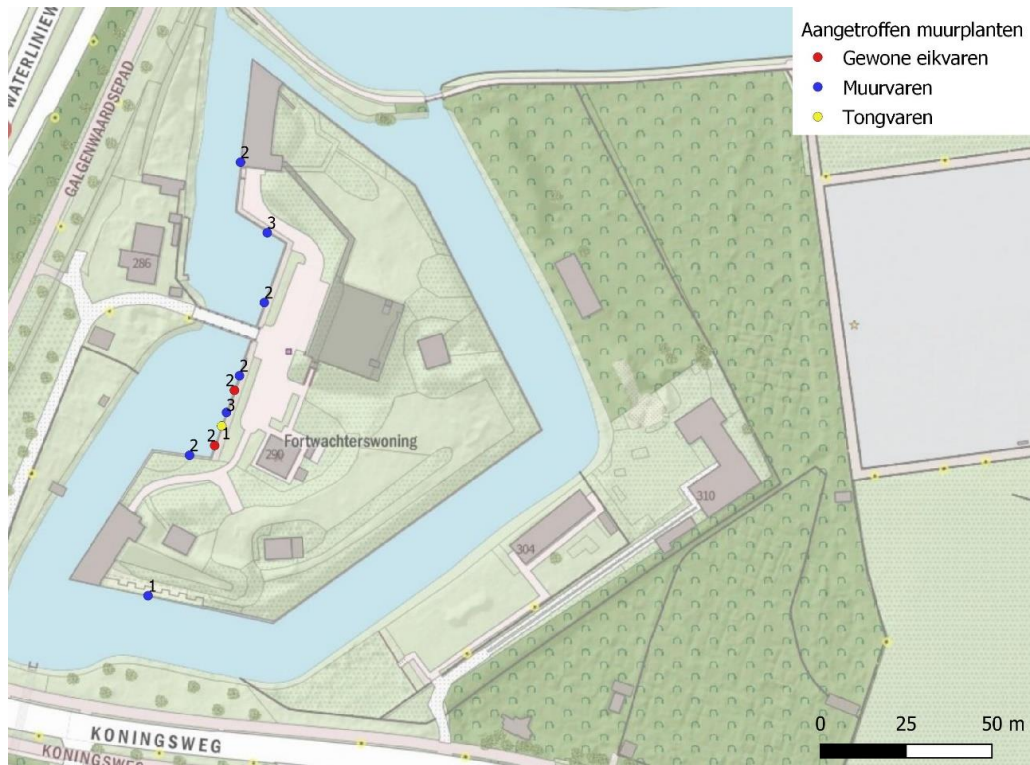 Aangetroffen muurplanten
Gewone eikvaren
Muurvaren
Tongvaren
WATERLINIEW
GALGENWAARDSEPAD
286
2
3
2
2
2
3
1
2
2
Fortwachterswoning
290
1
310
304
KONINGSWEG
KONINGSWEG
0 25 50 m